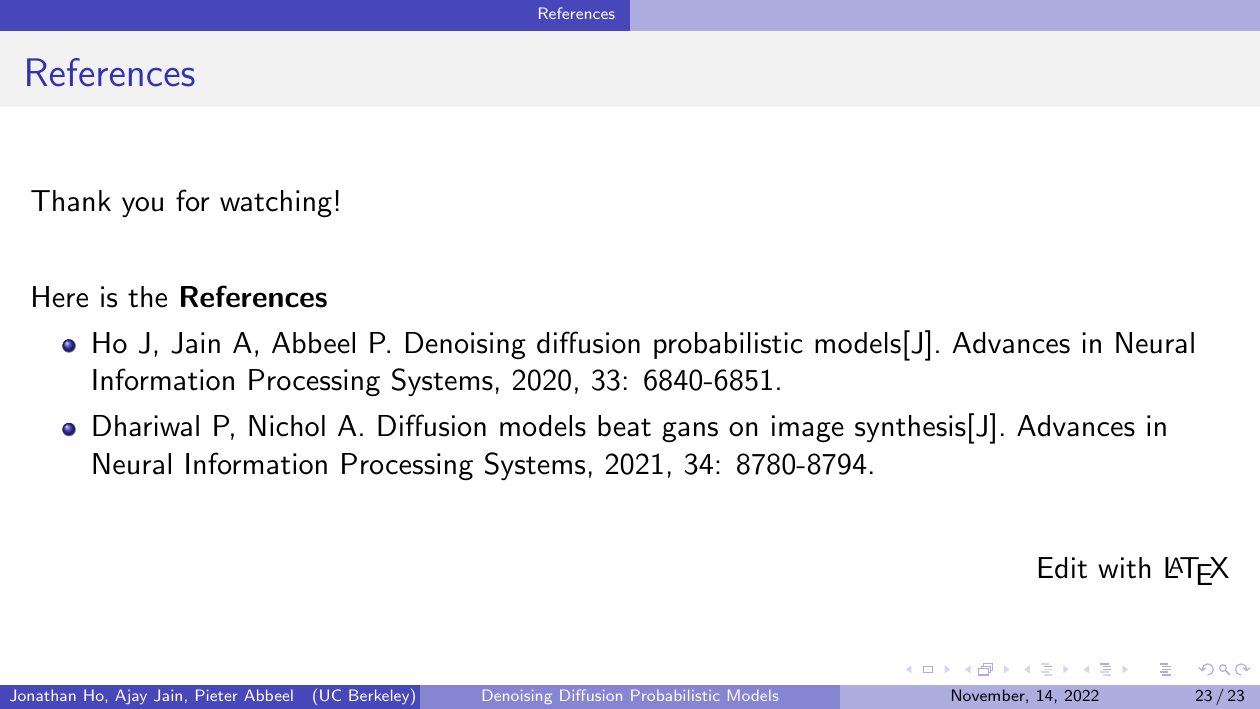 References
References
Thank you for watching!
Here is the References
Ho J, Jain A, Abbeel P. Denoising diffusion probabilistic models[J]. Advances in Neural
Information Processing Systems, 2020, 33: 6840-6851.
Dhariwal P, Nichol A. Diffusion models beat gans on image synthesis[J]. Advances in
Neural Information Processing Systems, 2021, 34: 8780-8794.
Edit with LATEX
Jonathan Ho, Ajay Jain, Pieter Abbeel (UC Berkeley) Denoising Diffusion Probabilistic Models November, 14, 2022 23 / 23